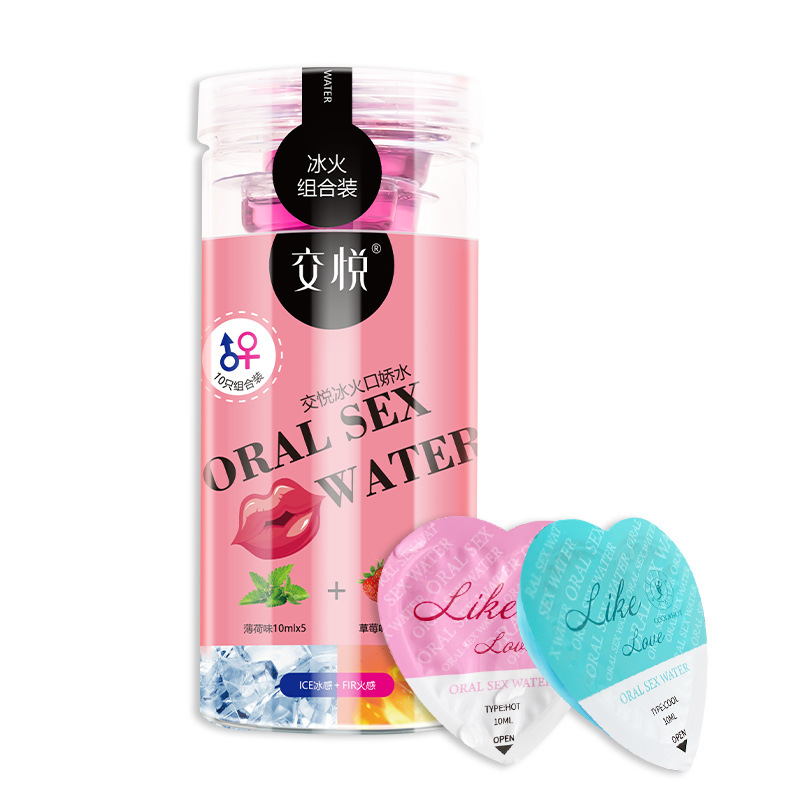 WATER
冰火
组合装
交悦®
10只组合装
交悦冰火口娇水
ORAL SEX
WATER
+
薄荷味10mlx5
草莓味
ICE冰感 + FIR火感
Like
Love
ORAL SEX WATER
TYPE:HOT
10ML
OPEN
Like
Love
ORAL SEX WATER
TYPE:COOL
10ML
OPEN